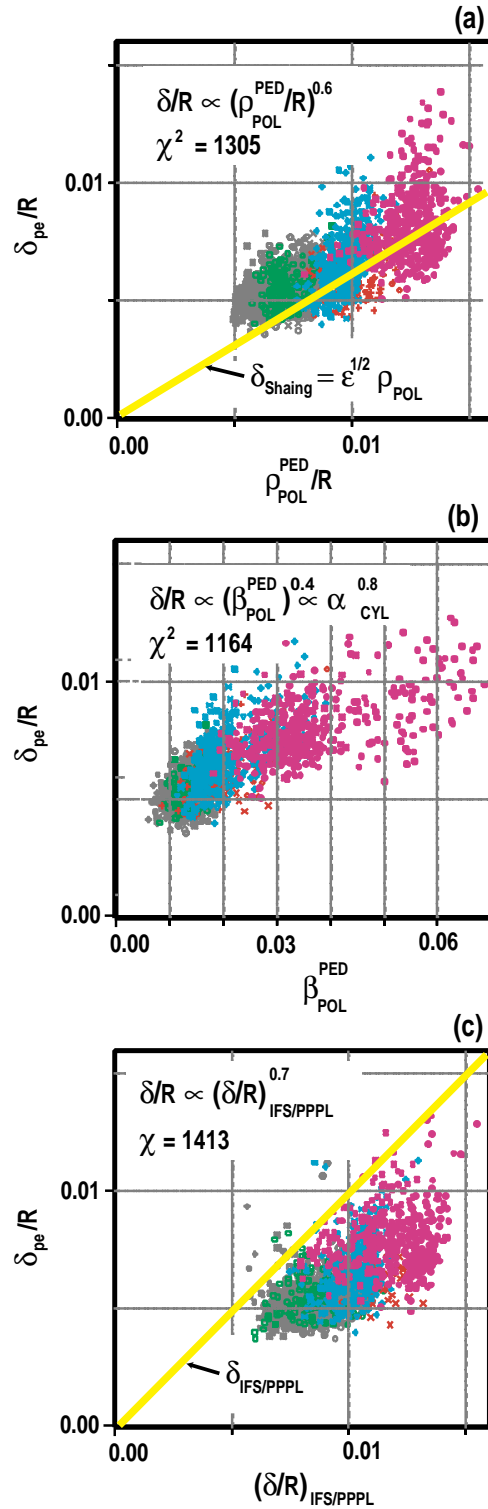 (a)
δ/R ∝ (ρ_POL^PED/R)^0.6
χ² = 1305
0.01
δ_pe/R
δ_Shaing = ε^1/2 ρ_POL
0.00
0.00 0.01
ρ_POL^PED/R
(b)
δ/R ∝ (β_POL^PED)^0.4 ∝ α_CYL^0.8
χ² = 1164
0.01
δ_pe/R
0.00
0.00 0.03 0.06
β_POL^PED
(c)
δ/R ∝ (δ/R)_IFS/PPPL^0.7
χ = 1413
0.01
δ_pe/R
δ_IFS/PPPL
0.00
0.00 0.01
(δ/R)_IFS/PPPL